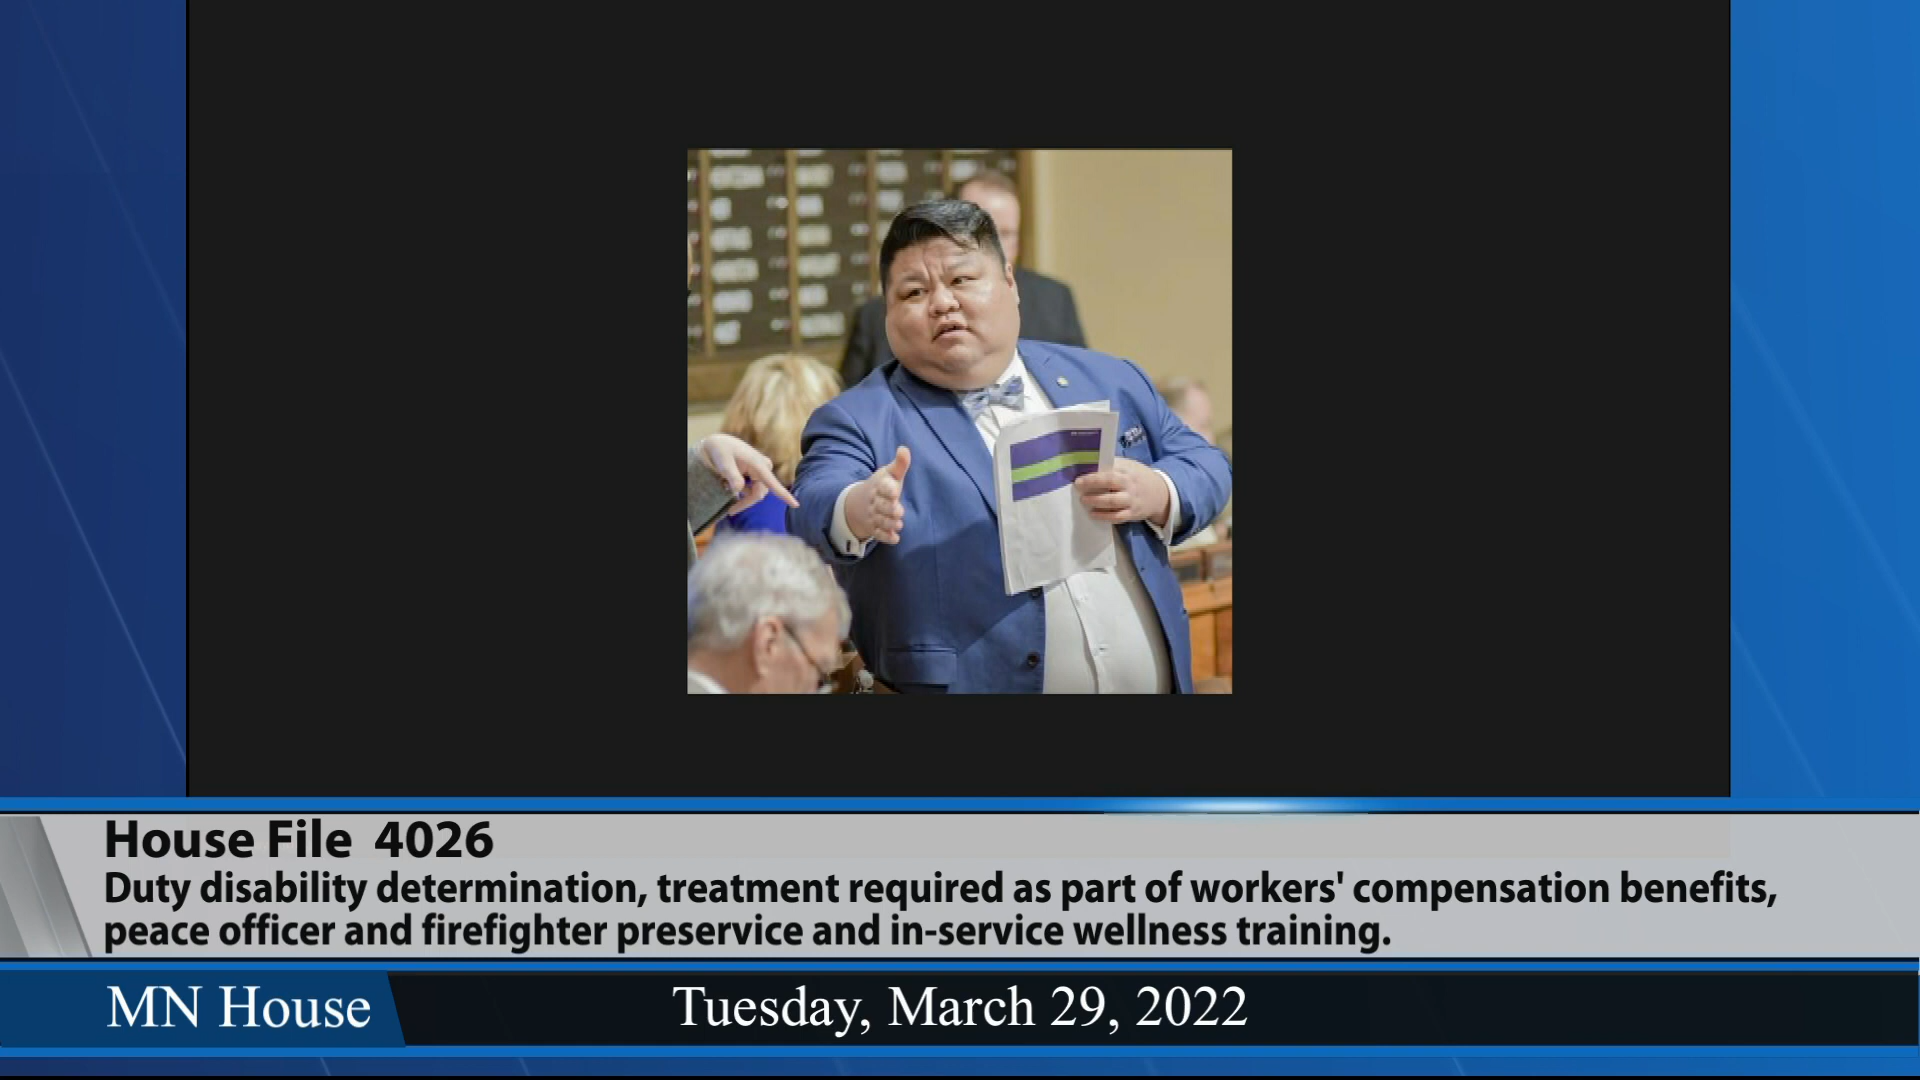 House File 4026
Duty disability determination, treatment required as part of workers' compensation benefits,
peace officer and firefighter preservice and in-service wellness training.
MN House
Tuesday, March 29, 2022